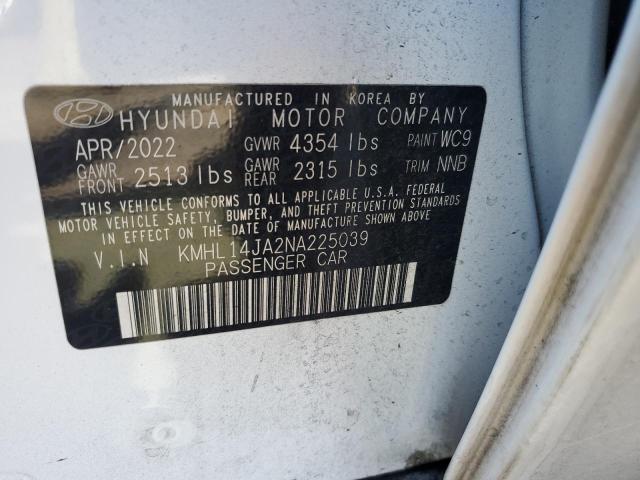 MANUFACTURED IN KOREA BY
HYUNDAI MOTOR COMPANY
APR/2022 GVWR 4354 lbs PAINT WC9
GAWR FRONT 2513 lbs GAWR REAR 2315 lbs TRIM NNB
THIS VEHICLE CONFORMS TO ALL APPLICABLE U.S.A. FEDERAL
MOTOR VEHICLE SAFETY, BUMPER, AND THEFT PREVENTION STANDARDS
IN EFFECT ON THE DATE OF MANUFACTURE SHOWN ABOVE.
V.I.N KMHL14JA2NA225039
PASSENGER CAR